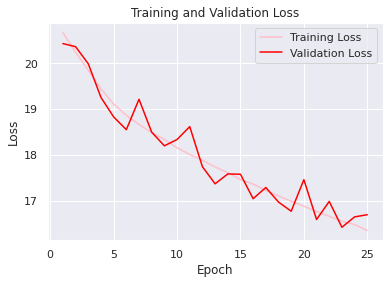 Training and Validation Loss
Training Loss
Validation Loss
20
19
18
17
Loss
0
5
10
15
20
25
Epoch